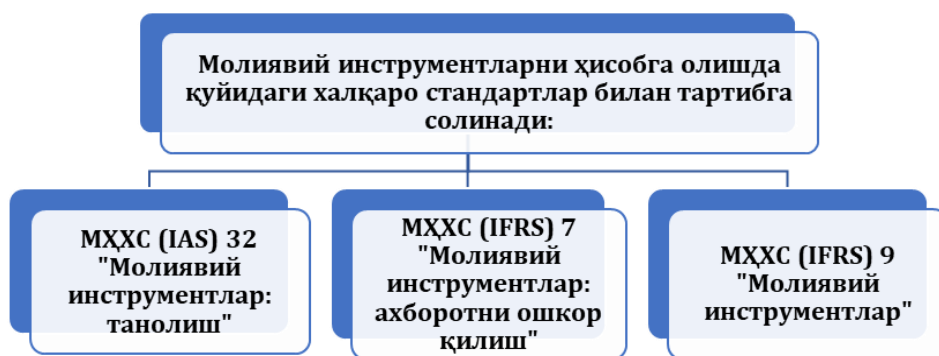 Молиявий инструментларни ҳисобга олишда
қуйидаги халқаро стандартлар билан тартибга
солинади:
МҲХС (IAS) 32
"Молиявий
инструментлар:
танолиш"
МҲХС (IFRS) 7
"Молиявий
инструментлар:
ахборотни ошкор
қилиш"
МҲХС (IFRS) 9
"Молиявий
инструментлар"